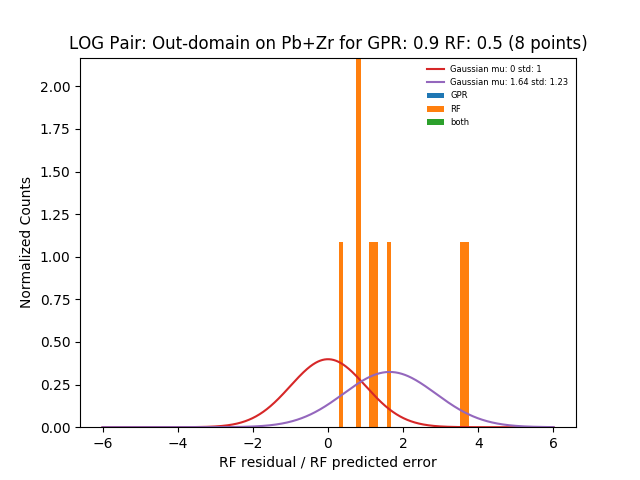 LOG Pair: Out-domain on Pb+Zr for GPR: 0.9 RF: 0.5 (8 points)
Gaussian mu: 0 std: 1
Gaussian mu: 1.64 std: 1.23
GPR
RF
both
Normalized Counts
2.00
1.75
1.50
1.25
1.00
0.75
0.50
0.25
0.00
−6
−4
−2
0
2
4
6
RF residual / RF predicted error